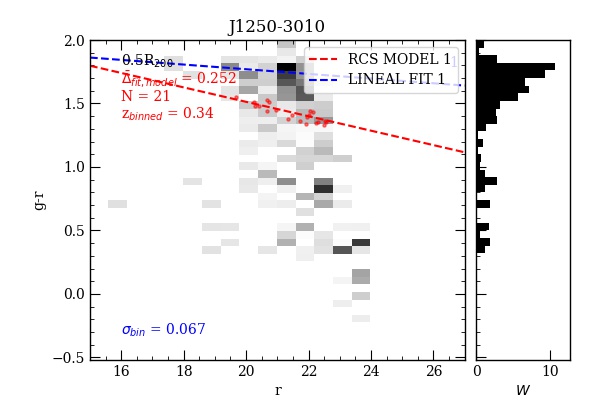 J1250-3010
0.5R200
Δ̄fit,model = 0.252
N = 21
zbinned = 0.34
RCS MODEL 1
LINEAL FIT 1
σbin = 0.067
2.0
1.5
1.0
0.5
0.0
−0.5
g-r
16 18 20 22 24 26
r
0 10
W